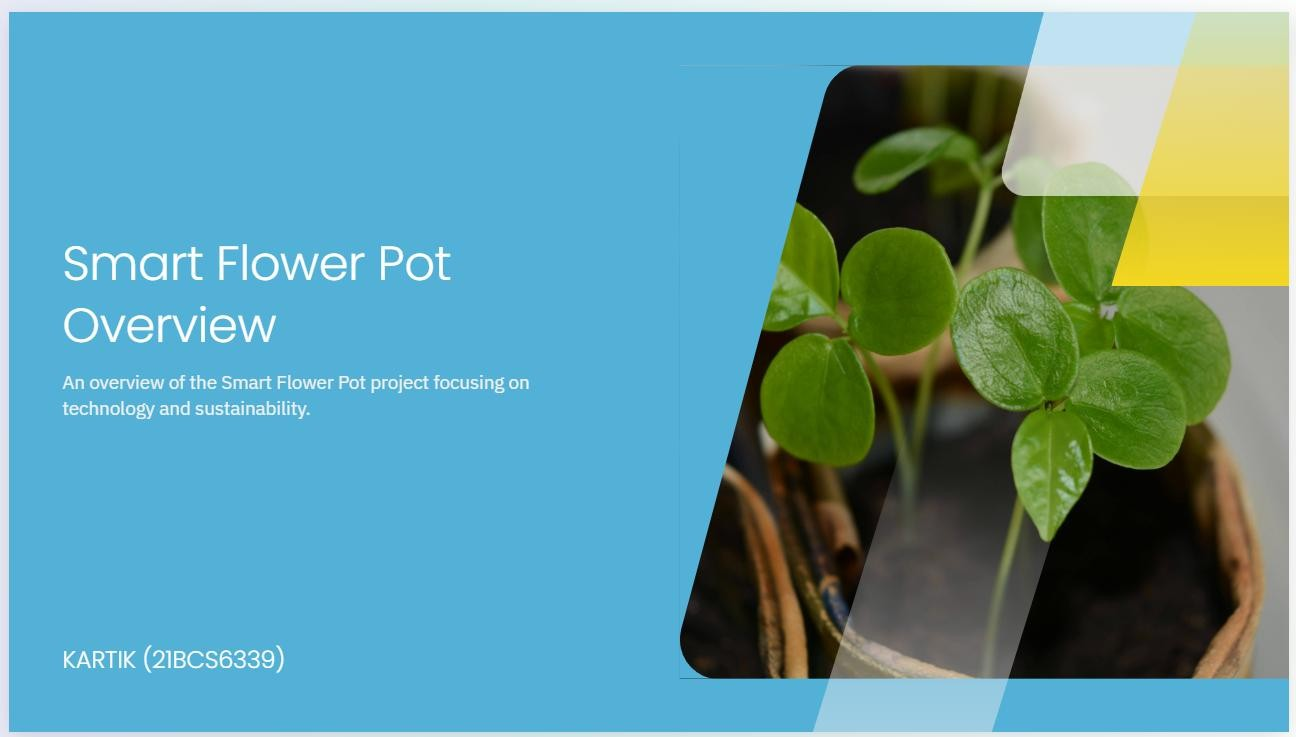 Smart Flower Pot
Overview
An overview of the Smart Flower Pot project focusing on
technology and sustainability.
KARTIK (21BCS6339)